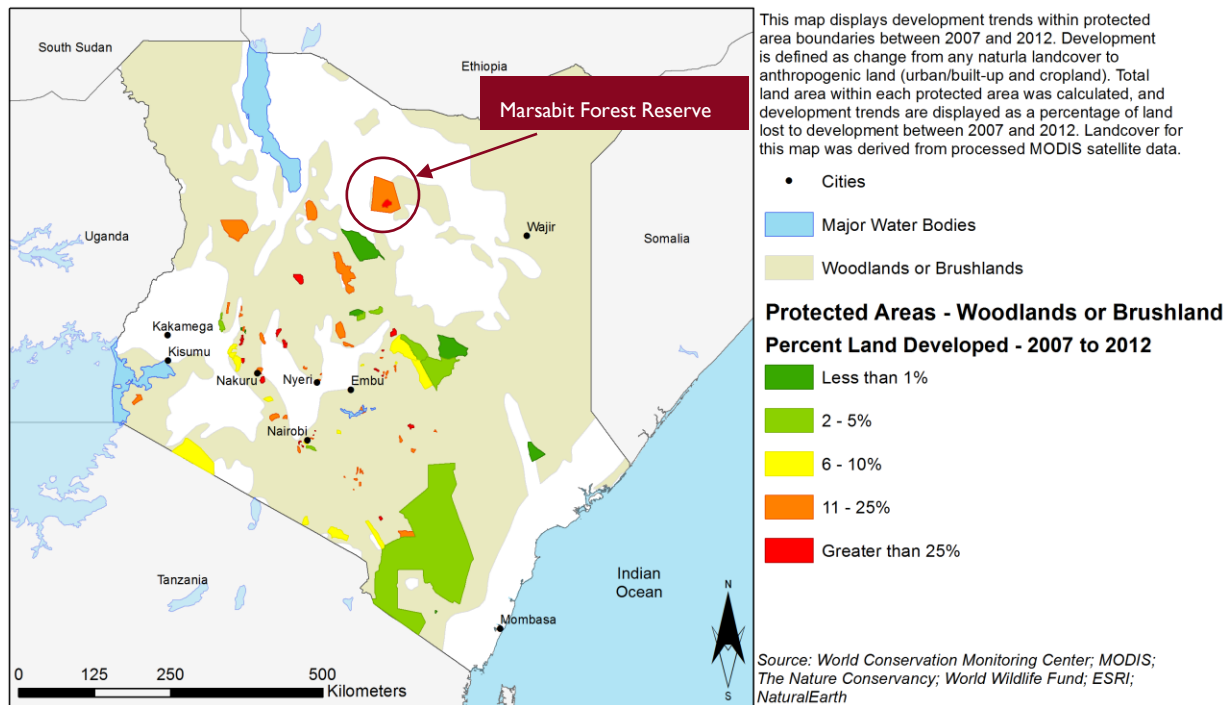 South Sudan
Ethiopia
Marsabit Forest Reserve
Uganda
Wajir
Somalia
Kakamega
Kisumu
Nakuru
Nyeri
Embu
Nairobi
Tanzania
Indian
Ocean
Mombasa
0 125 250 500
Kilometers
N
S
This map displays development trends within protected
area boundaries between 2007 and 2012. Development
is defined as change from any naturla landcover to
anthropogenic land (urban/built-up and cropland). Total
land area within each protected area was calculated, and
development trends are displayed as a percentage of land
lost to development between 2007 and 2012. Landcover for
this map was derived from processed MODIS satellite data.
Cities
Major Water Bodies
Woodlands or Brushlands
Protected Areas - Woodlands or Brushland
Percent Land Developed - 2007 to 2012
Less than 1%
2 - 5%
6 - 10%
11 - 25%
Greater than 25%
Source: World Conservation Monitoring Center; MODIS;
The Nature Conservancy; World Wildlife Fund; ESRI;
NaturalEarth